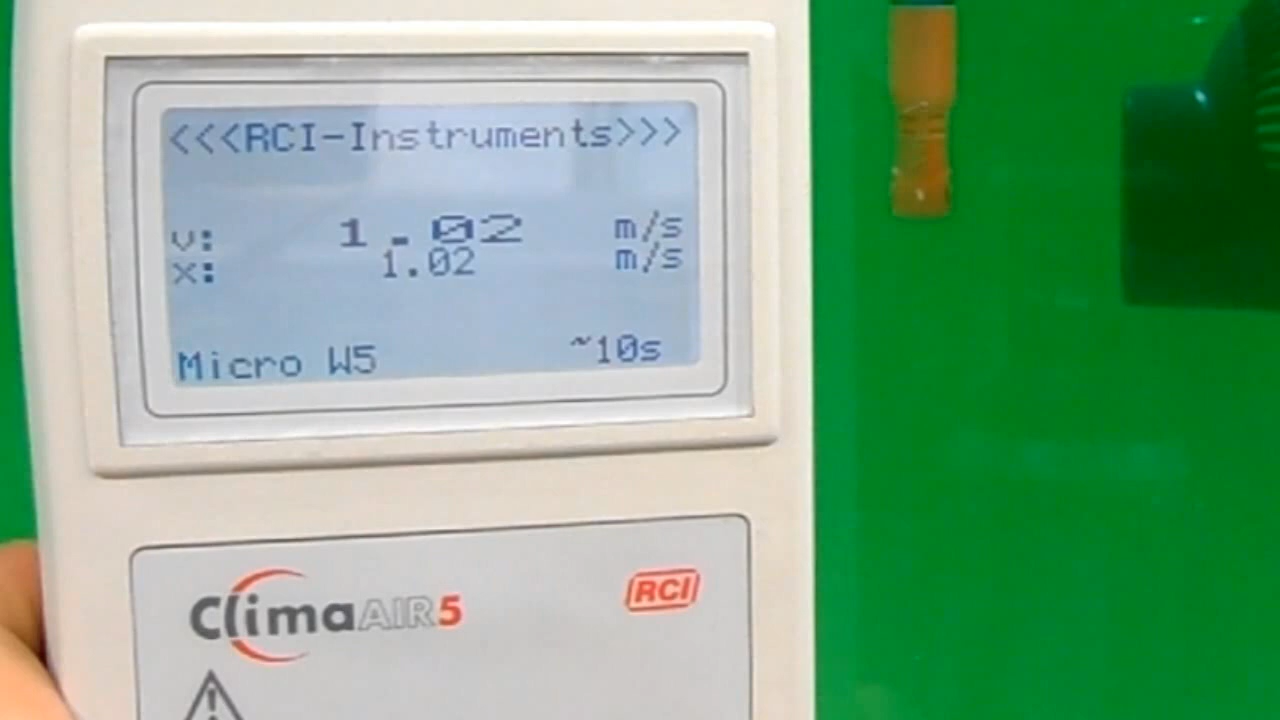 <<<RCI-Instruments>>>
v: 1.02 m/s
x: 1.02 m/s
Micro W5 ~10s
ClimaAIR5
RCI